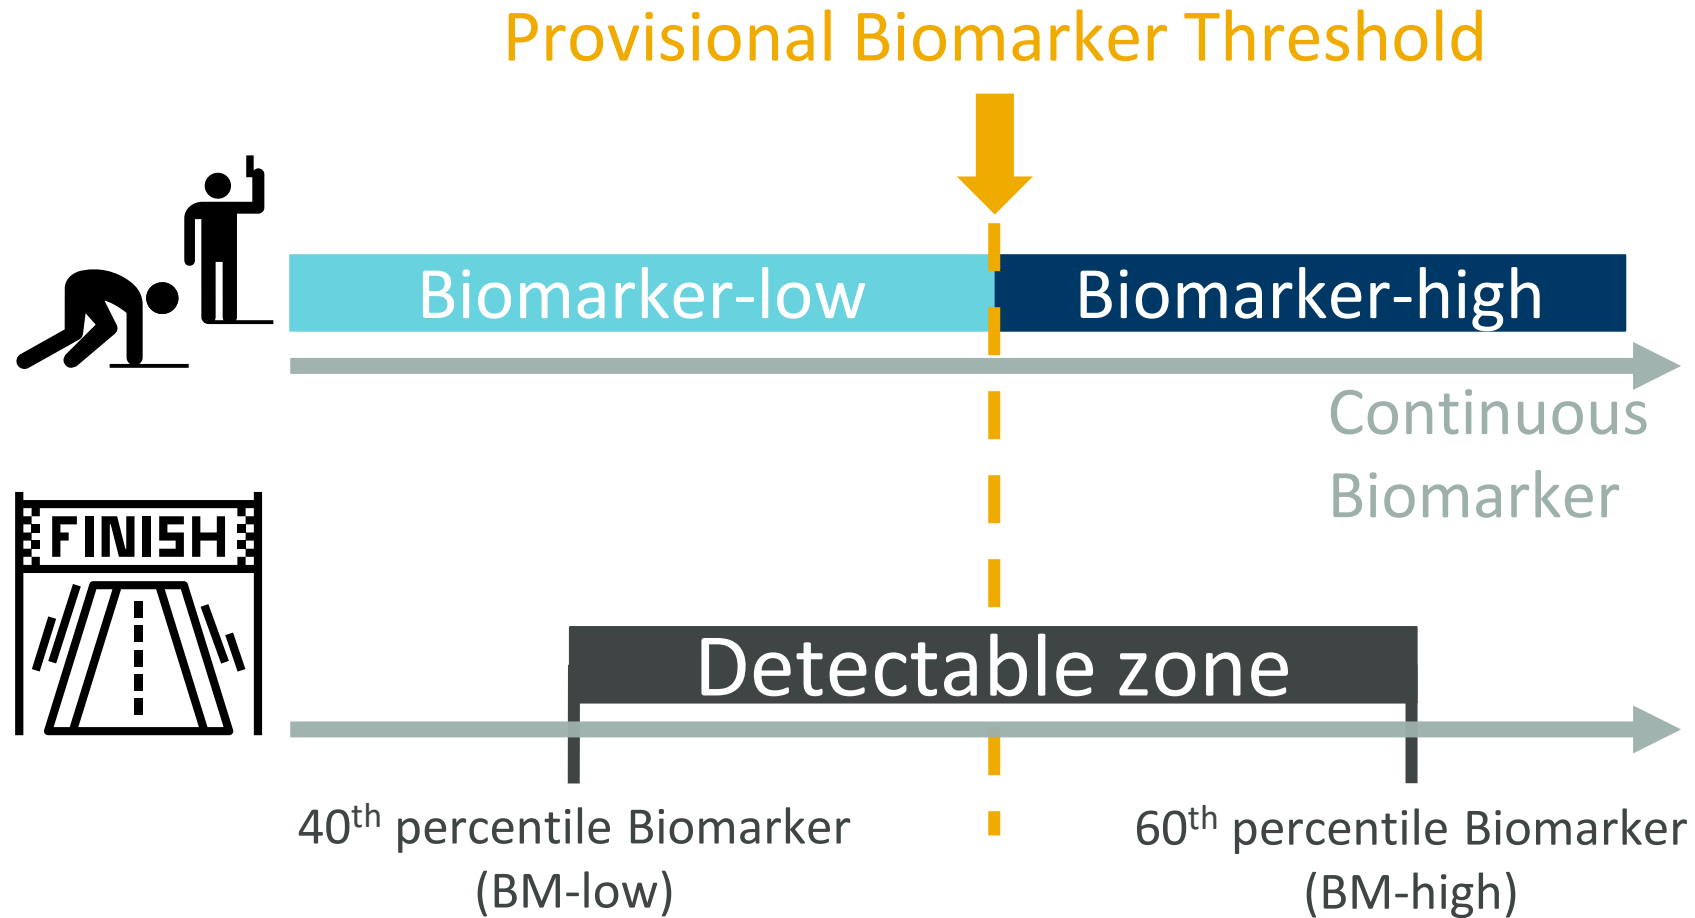 Provisional Biomarker Threshold
Biomarker-low
Biomarker-high
Continuous
Biomarker
FINISH
Detectable zone
40th percentile Biomarker
(BM-low)
60th percentile Biomarker
(BM-high)